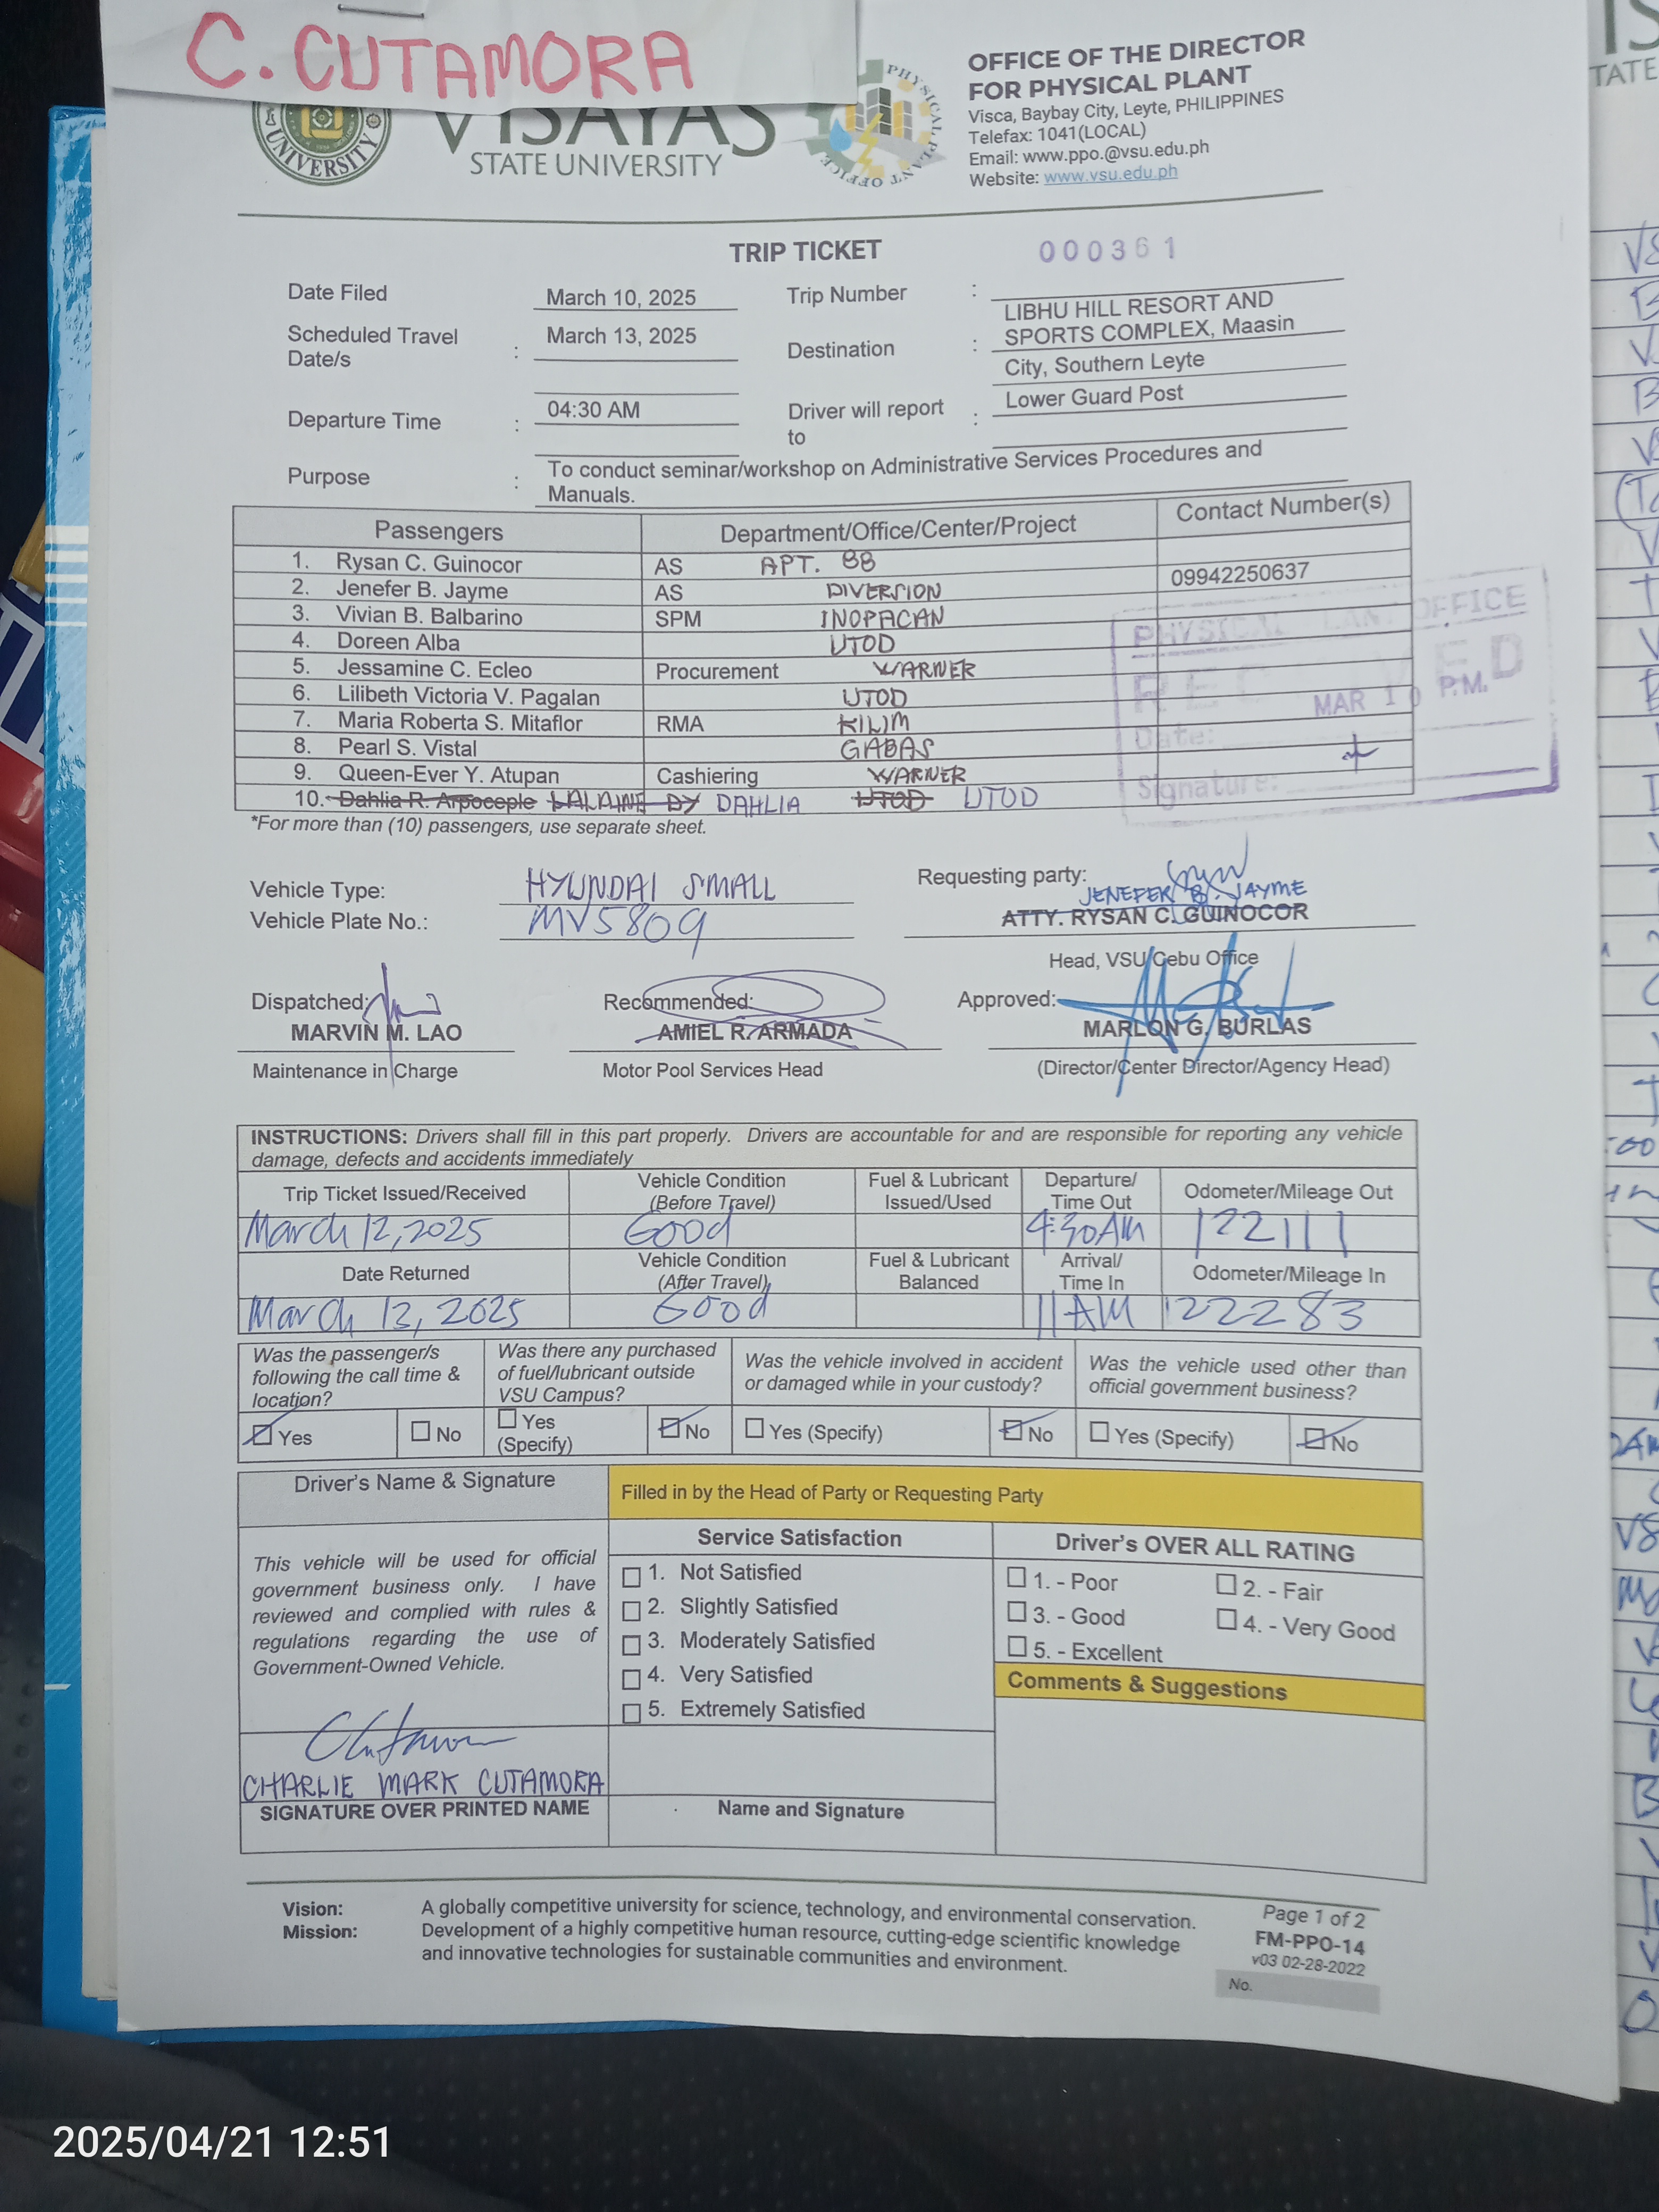 C. CUTAMORA
UNIVERSITY
VISAYAS
STATE UNIVERSITY
PHYSICAL PLANT OFFICE
OFFICE OF THE DIRECTOR
FOR PHYSICAL PLANT
Visca, Baybay City, Leyte, PHILIPPINES
Telefax: 1041(LOCAL)
Email: www.ppo.@vsu.edu.ph
Website: www.vsu.edu.ph
TRIP TICKET
000361
Date Filed March 10, 2025 Trip Number :
Scheduled Travel Date/s : March 13, 2025 Destination : LIBHU HILL RESORT AND
SPORTS COMPLEX, Maasin
City, Southern Leyte
Departure Time : 04:30 AM Driver will report to : Lower Guard Post
Purpose : To conduct seminar/workshop on Administrative Services Procedures and
Manuals.
Passengers Department/Office/Center/Project Contact Number(s)
1. Rysan C. Guinocor AS APT. 88
2. Jenefer B. Jayme AS DIVERSION 09942250637
3. Vivian B. Balbarino SPM INOPACAN
4. Doreen Alba UTOD
5. Jessamine C. Ecleo Procurement WARNER
6. Lilibeth Victoria V. Pagalan UTOD
7. Maria Roberta S. Mitaflor RMA KILIM
8. Pearl S. Vistal GABAS
9. Queen-Ever Y. Atupan Cashiering WARNER
10. Dahlia R. Arpoceple LALAINE DY DAHLIA UTOD UTOD
PHYSICAL LANT OFFICE
REC VED
MAR 10 P.M.
Date:
Signature:
*For more than (10) passengers, use separate sheet.
Vehicle Type: HYUNDAI SMALL
Vehicle Plate No.: MV5809
Requesting party:
JENEFER B. JAYME
ATTY. RYSAN C. GUINOCOR
Head, VSU Cebu Office
Dispatched: Recommended: Approved:
MARVIN M. LAO AMIEL R. ARMADA MARLON G. BURLAS
Maintenance in Charge Motor Pool Services Head (Director/Center Director/Agency Head)
INSTRUCTIONS: Drivers shall fill in this part properly. Drivers are accountable for and are responsible for reporting any vehicle
damage, defects and accidents immediately
Trip Ticket Issued/Received Vehicle Condition (Before Travel) Fuel & Lubricant Issued/Used Departure/ Time Out Odometer/Mileage Out
March 12, 2025 Good 4:30AM 122111
Date Returned Vehicle Condition (After Travel) Fuel & Lubricant Balanced Arrival/ Time In Odometer/Mileage In
March 13, 2025 Good 11AM 122283
Was the passenger/s following the call time & location? Was there any purchased of fuel/lubricant outside VSU Campus? Was the vehicle involved in accident or damaged while in your custody? Was the vehicle used other than official government business?
Yes No Yes (Specify) No Yes (Specify) No Yes (Specify) No
Driver's Name & Signature
Filled in by the Head of Party or Requesting Party
This vehicle will be used for official
government business only. I have
reviewed and complied with rules &
regulations regarding the use of
Government-Owned Vehicle.
CHARLIE MARK CUTAMORA
SIGNATURE OVER PRINTED NAME
Service Satisfaction
1. Not Satisfied
2. Slightly Satisfied
3. Moderately Satisfied
4. Very Satisfied
5. Extremely Satisfied
Name and Signature
Driver's OVER ALL RATING
1. - Poor 2. - Fair
3. - Good 4. - Very Good
5. - Excellent
Comments & Suggestions
Vision: A globally competitive university for science, technology, and environmental conservation.
Mission: Development of a highly competitive human resource, cutting-edge scientific knowledge
and innovative technologies for sustainable communities and environment.
Page 1 of 2
FM-PPO-14
v03 02-28-2022
No.
2025/04/21 12:51